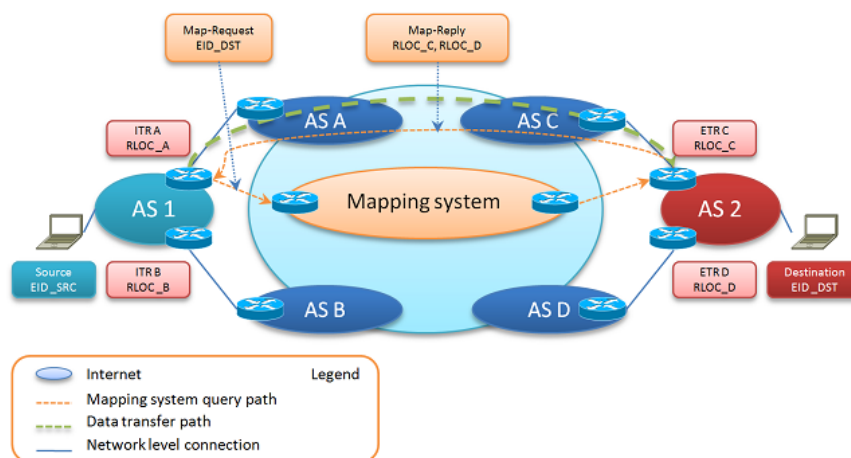 Map-Request
EID_DST
Map-Reply
RLOC_C, RLOC_D
ITR A
RLOC_A
AS A
AS C
ETR C
RLOC_C
AS 1
Mapping system
AS 2
Source
EID_SRC
ITR B
RLOC_B
AS B
AS D
ETR D
RLOC_D
Destination
EID_DST
Internet
Legend
Mapping system query path
Data transfer path
Network level connection